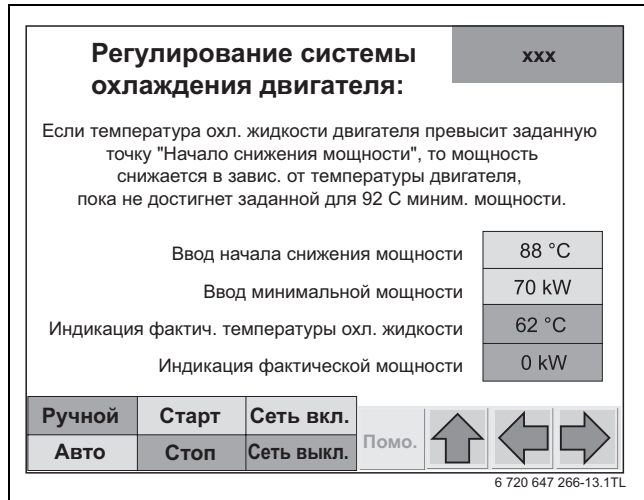 Регулирование системы
охлаждения двигателя:
xxx
Если температура охл. жидкости двигателя превысит заданную
точку "Начало снижения мощности", то мощность
снижается в завис. от температуры двигателя,
пока не достигнет заданной для 92 С миним. мощности.
Ввод начала снижения мощности 88 °C
Ввод минимальной мощности 70 kW
Индикация фактич. температуры охл. жидкости 62 °C
Индикация фактической мощности 0 kW
Ручной Старт Сеть вкл.
Авто Стоп Сеть выкл.
Помо.
6 720 647 266-13.1TL